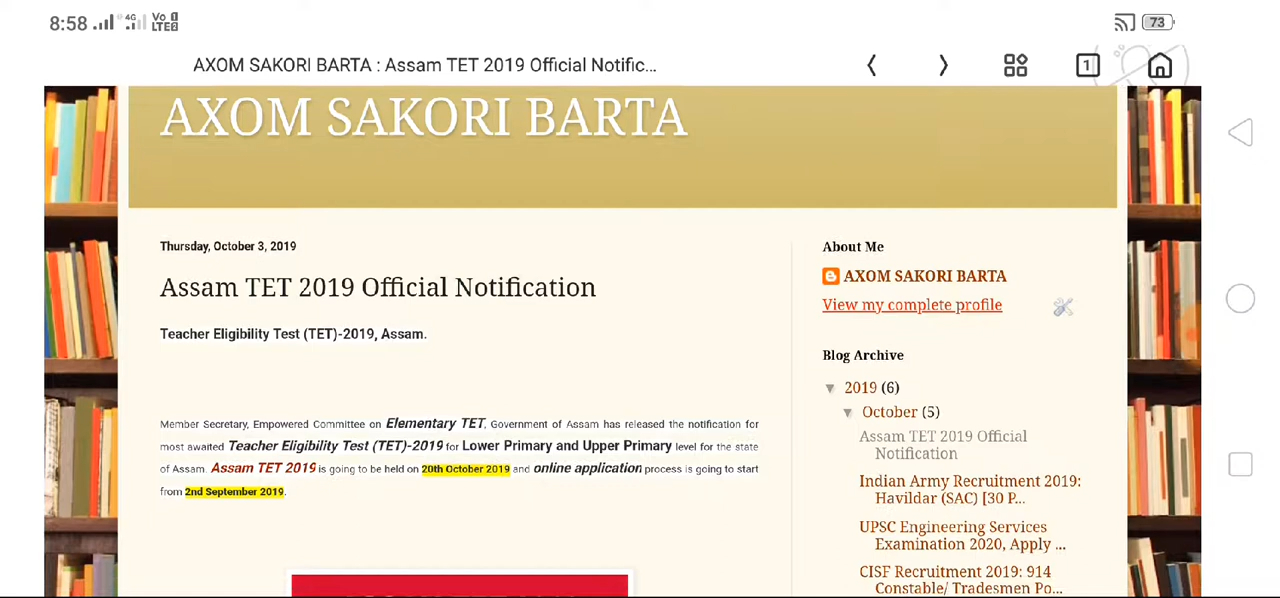 8:58 4G Vo 1 LTE2 73
AXOM SAKORI BARTA : Assam TET 2019 Official Notific...
1
AXOM SAKORI BARTA
Thursday, October 3, 2019
Assam TET 2019 Official Notification
Teacher Eligibility Test (TET)-2019, Assam.
Member Secretary, Empowered Committee on Elementary TET, Government of Assam has released the notification for
most awaited Teacher Eligibility Test (TET)-2019 for Lower Primary and Upper Primary level for the state
of Assam. Assam TET 2019 is going to be held on 20th October 2019 and online application process is going to start
from 2nd September 2019.
About Me
AXOM SAKORI BARTA
View my complete profile
Blog Archive
▼ 2019 (6)
▼ October (5)
Assam TET 2019 Official
Notification
Indian Army Recruitment 2019:
Havildar (SAC) [30 P...
UPSC Engineering Services
Examination 2020, Apply ...
CISF Recruitment 2019: 914
Constable/ Tradesmen Po...